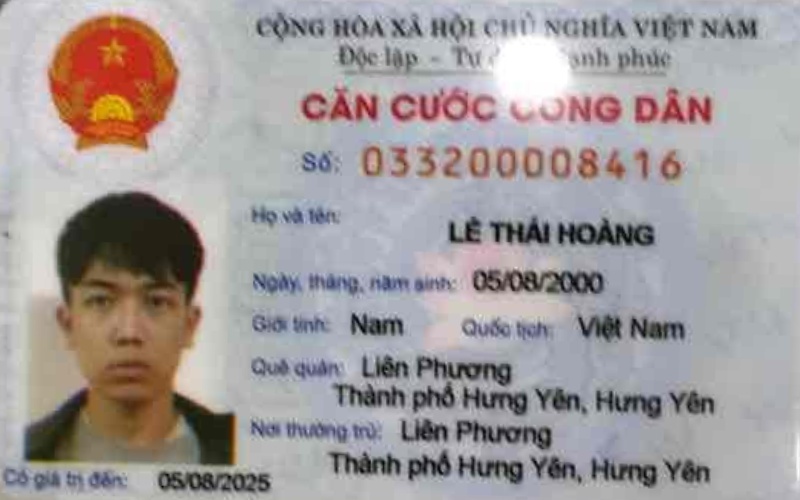 CỘNG HÒA XÃ HỘI CHỦ NGHĨA VIỆT NAM
Độc lập - Tự phúc
CĂN CƯỚC CÔNG DÂN
Số: 033200008416
Họ và tên: LÊ THÁI HOÀNG
Ngày, tháng, năm sinh: 05/08/2000
Giới tính: Nam Quốc tịch: Việt Nam
Quê quán: Liên Phương
Thành phố Hưng Yên, Hưng Yên
Nơi thường trú: Liên Phương
Thành phố Hưng Yên, Hưng Yên
Có giá trị đến: 05/08/2025